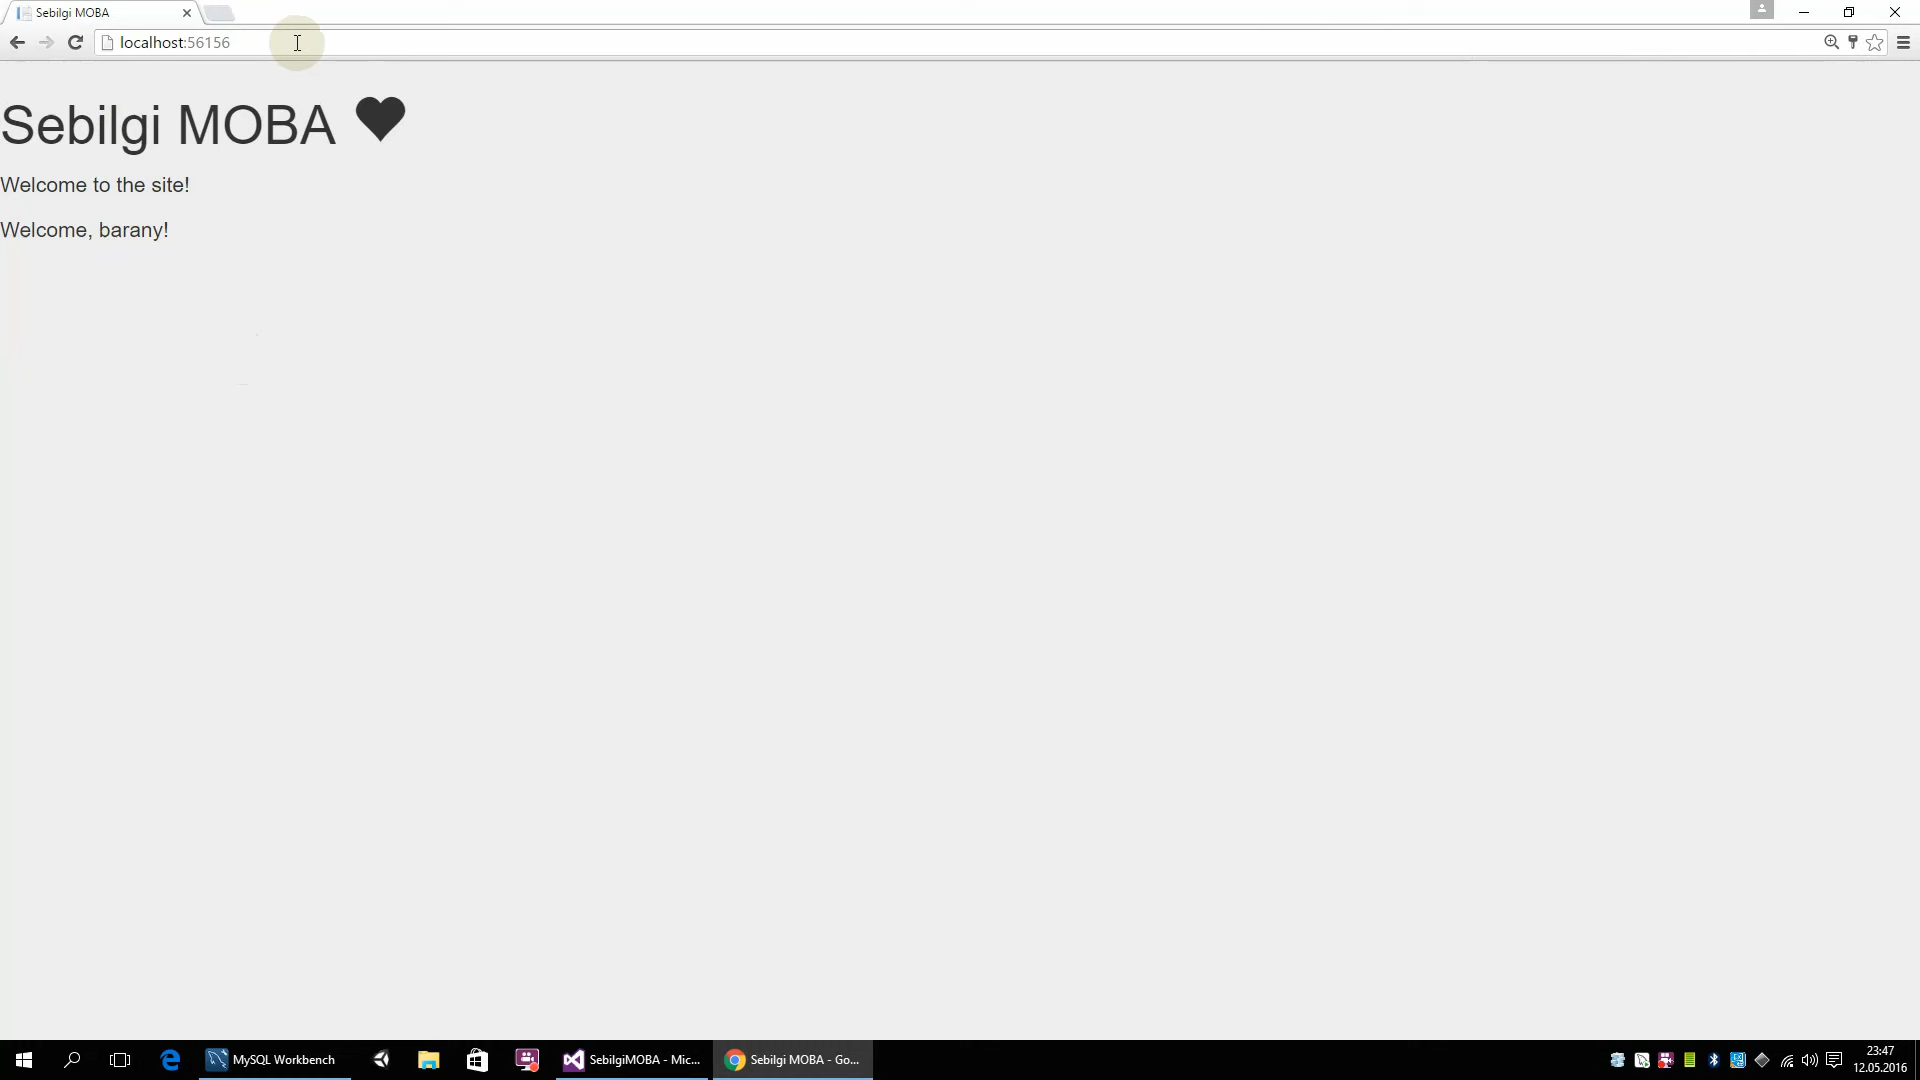 Sebilgi MOBA
localhost:56156
Sebilgi MOBA ♥
Welcome to the site!
Welcome, barany!
MySQL Workbench
SebilgiMOBA - Mic...
Sebilgi MOBA - Go...
23:47
12.05.2016